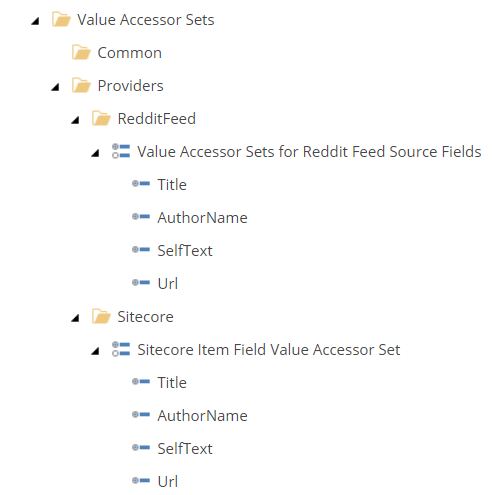 Value Accessor Sets
Common
Providers
RedditFeed
Value Accessor Sets for Reddit Feed Source Fields
Title
AuthorName
SelfText
Url
Sitecore
Sitecore Item Field Value Accessor Set
Title
AuthorName
SelfText
Url